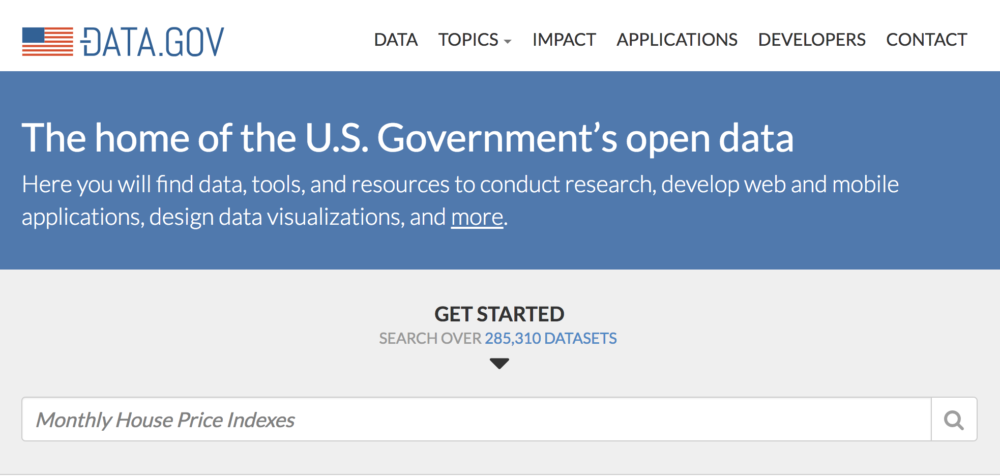 DATA.GOV
DATA TOPICS IMPACT APPLICATIONS DEVELOPERS CONTACT
The home of the U.S. Government’s open data
Here you will find data, tools, and resources to conduct research, develop web and mobile
applications, design data visualizations, and more.
GET STARTED
SEARCH OVER 285,310 DATASETS
Monthly House Price Indexes